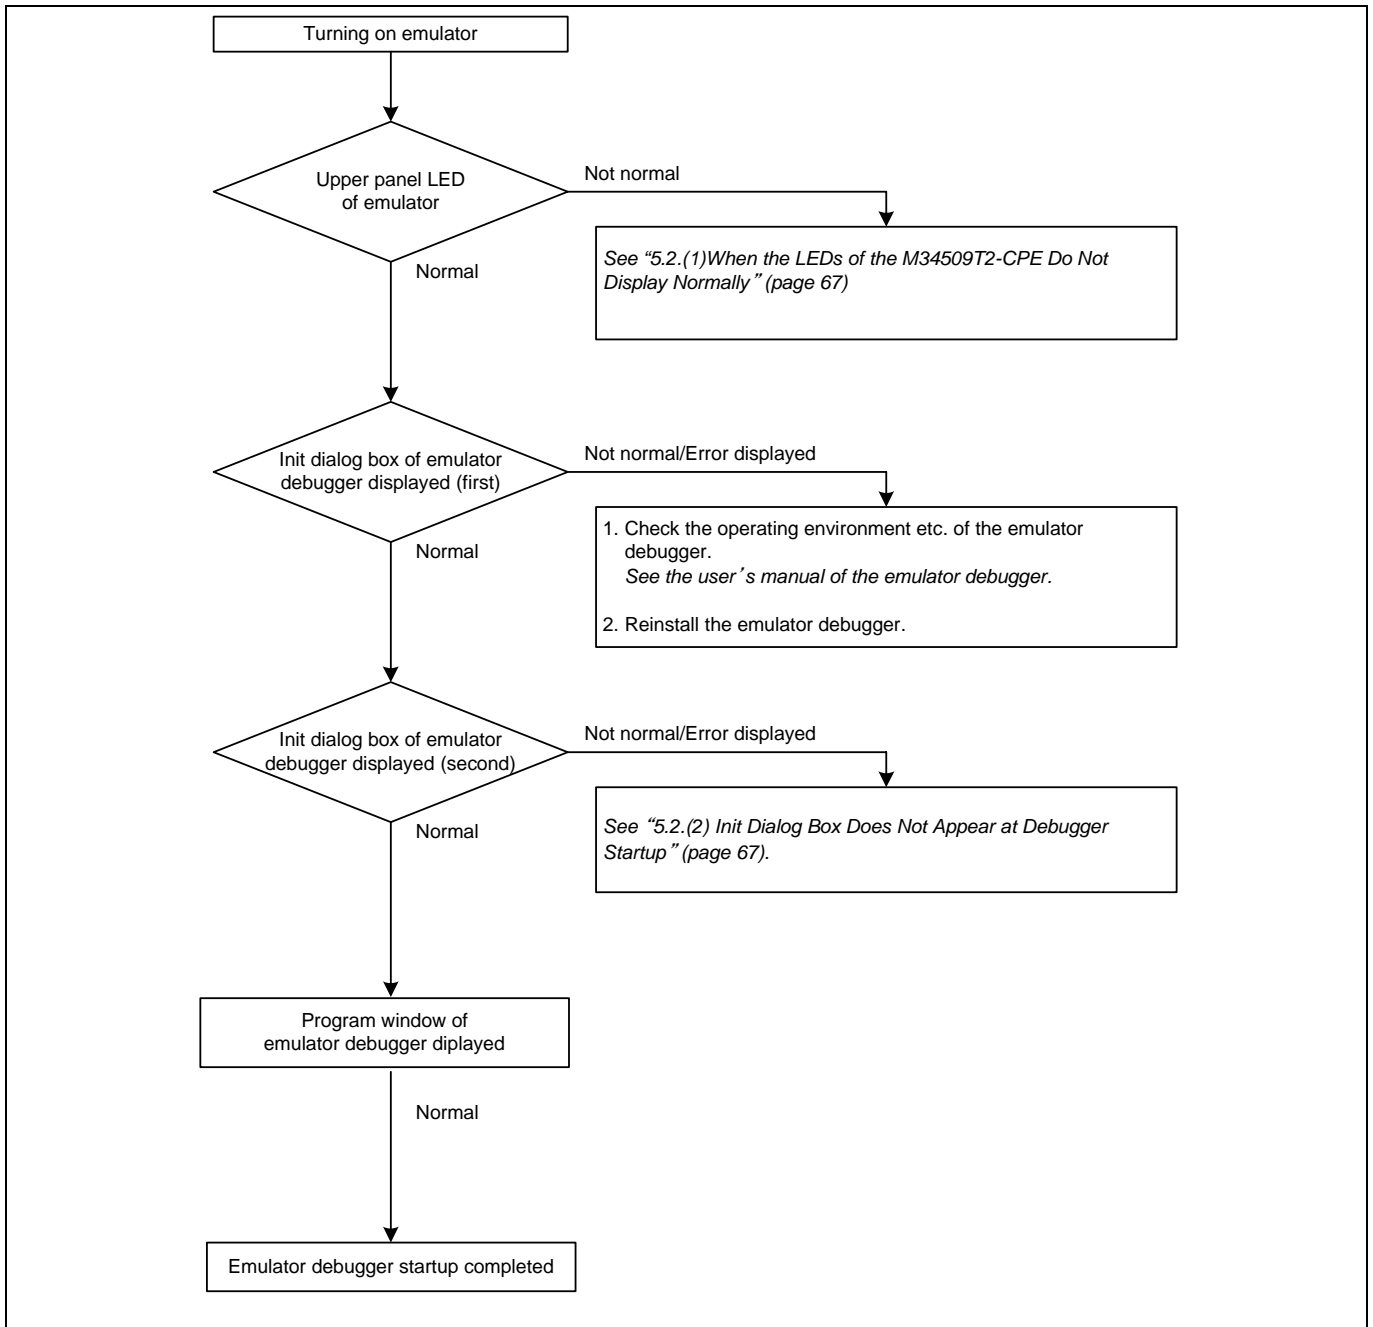 Turning on emulator
Upper panel LED
of emulator
Not normal
See “5.2.(1)When the LEDs of the M34509T2-CPE Do Not
Display Normally” (page 67)
Normal
Init dialog box of emulator
debugger displayed (first)
Not normal/Error displayed
1. Check the operating environment etc. of the emulator
debugger.
See the user’s manual of the emulator debugger.
2. Reinstall the emulator debugger.
Normal
Init dialog box of emulator
debugger displayed (second)
Not normal/Error displayed
See “5.2.(2) Init Dialog Box Does Not Appear at Debugger
Startup” (page 67).
Normal
Program window of
emulator debugger diplayed
Normal
Emulator debugger startup completed